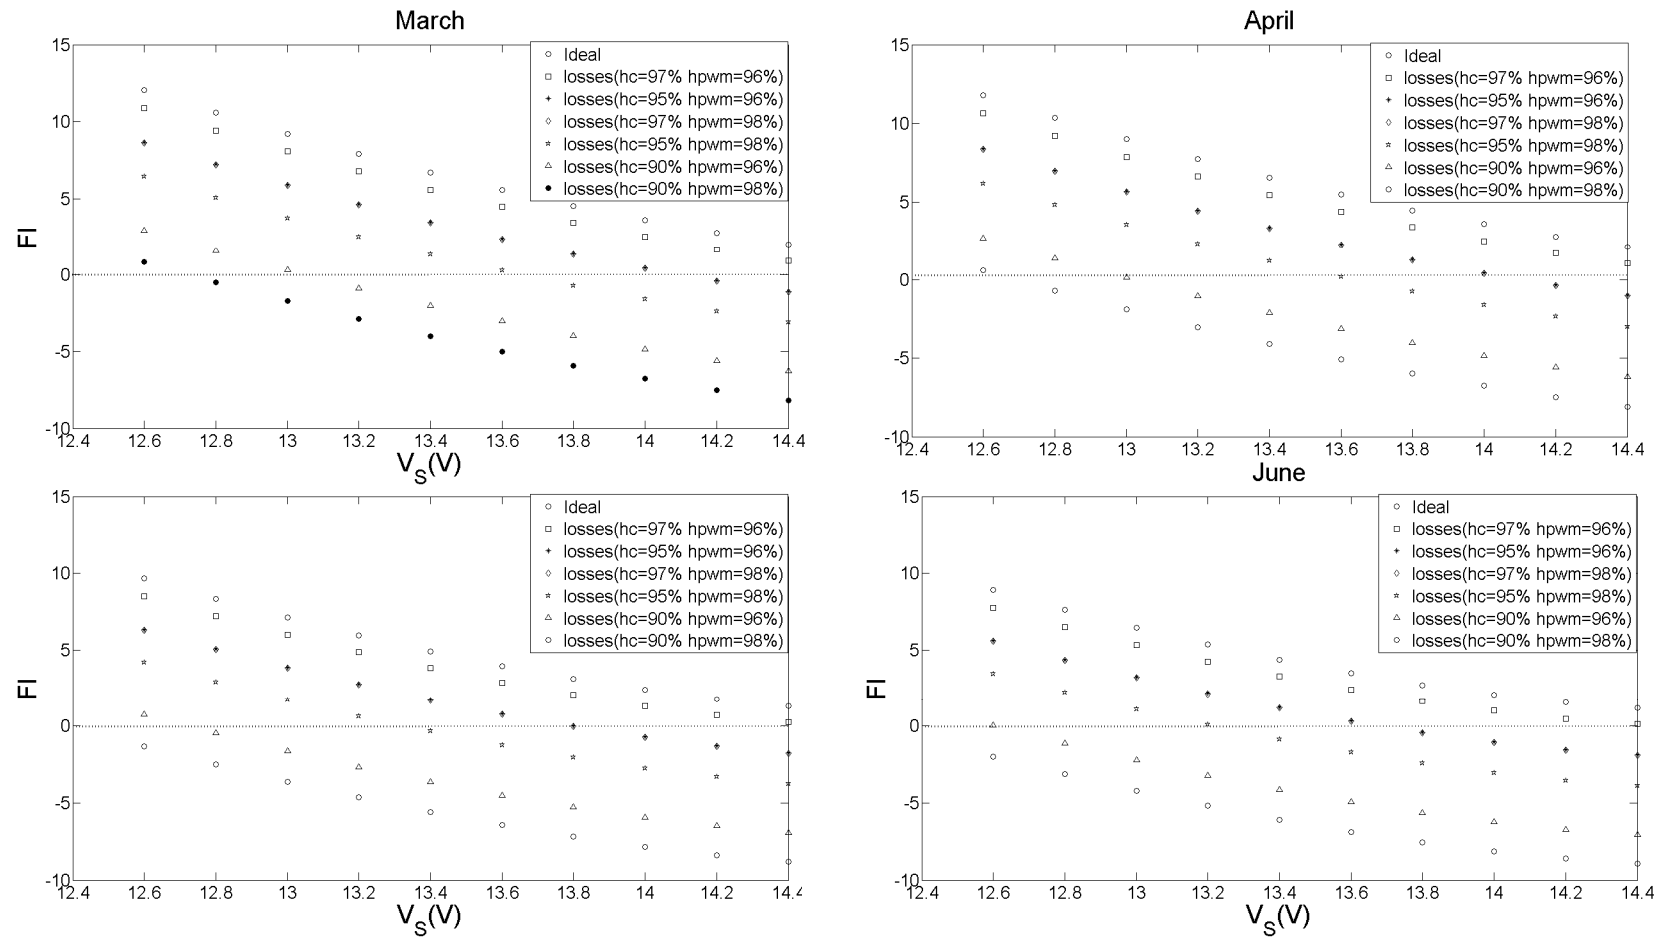 March
15
10
5
0
-5
-10
FI
Ideal
losses(hc=97% hpwm=96%)
losses(hc=95% hpwm=96%)
losses(hc=97% hpwm=98%)
losses(hc=95% hpwm=98%)
losses(hc=90% hpwm=96%)
losses(hc=90% hpwm=98%)
12.4 12.6 12.8 13 13.2 13.4 13.6 13.8 14 14.2 14.4
V_S(V)
April
15
10
5
0
-5
-10
Ideal
losses(hc=97% hpwm=96%)
losses(hc=95% hpwm=96%)
losses(hc=97% hpwm=98%)
losses(hc=95% hpwm=98%)
losses(hc=90% hpwm=96%)
losses(hc=90% hpwm=98%)
12.4 12.6 12.8 13 13.2 13.4 13.6 13.8 14 14.2 14.4
15
10
5
0
-5
-10
FI
Ideal
losses(hc=97% hpwm=96%)
losses(hc=95% hpwm=96%)
losses(hc=97% hpwm=98%)
losses(hc=95% hpwm=98%)
losses(hc=90% hpwm=96%)
losses(hc=90% hpwm=98%)
12.4 12.6 12.8 13 13.2 13.4 13.6 13.8 14 14.2 14.4
V_S(V)
June
15
10
5
0
-5
-10
FI
Ideal
losses(hc=97% hpwm=96%)
losses(hc=95% hpwm=96%)
losses(hc=97% hpwm=98%)
losses(hc=95% hpwm=98%)
losses(hc=90% hpwm=96%)
losses(hc=90% hpwm=98%)
12.4 12.6 12.8 13 13.2 13.4 13.6 13.8 14 14.2 14.4
V_S(V)